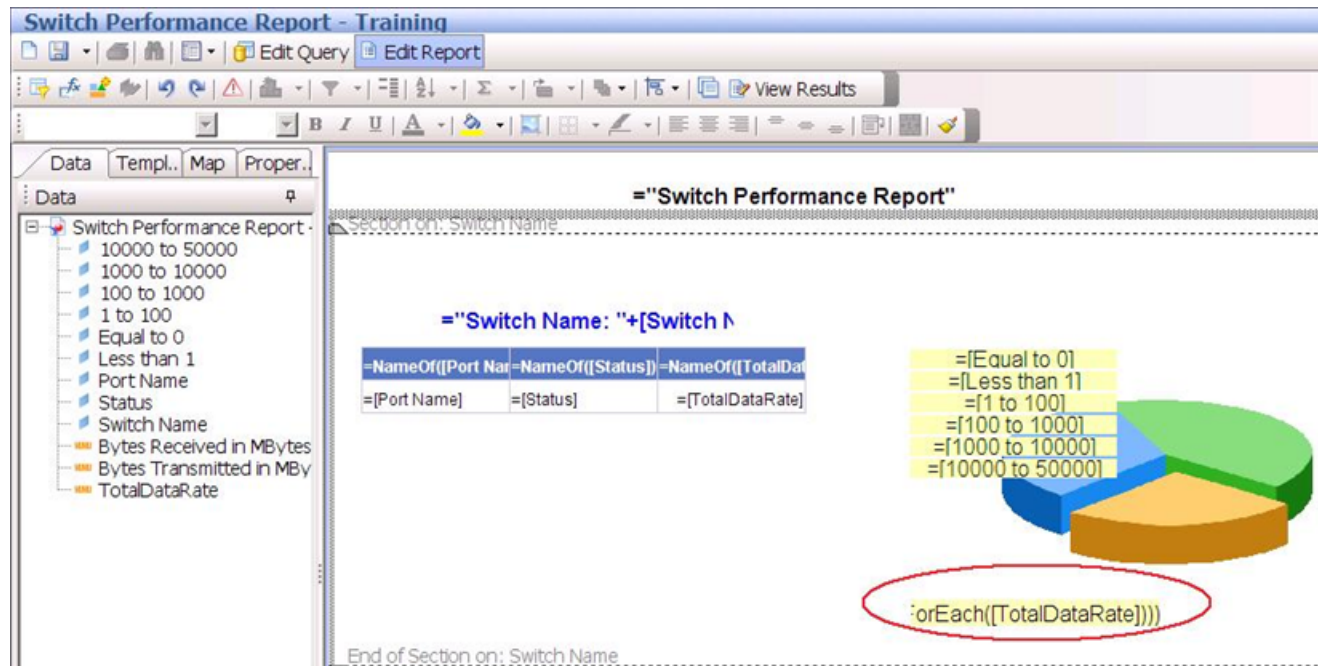 Switch Performance Report - Training
Edit Query Edit Report
View Results
B I U A
Data Templ.. Map Proper..
Data
Switch Performance Report -
10000 to 50000
1000 to 10000
100 to 1000
1 to 100
Equal to 0
Less than 1
Port Name
Status
Switch Name
Bytes Received in MBytes
Bytes Transmitted in MBy
TotalDataRate
="Switch Performance Report"
Section on: Switch Name
="Switch Name: "+[Switch N
=NameOf([Port Nar =NameOf([Status]) =NameOf([TotalDat
=[Port Name] =[Status] =[TotalDataRate]
=[Equal to 0]
=[Less than 1]
=[1 to 100]
=[100 to 1000]
=[1000 to 10000]
=[10000 to 50000]
orEach([TotalDataRate])))
End of Section on: Switch Name